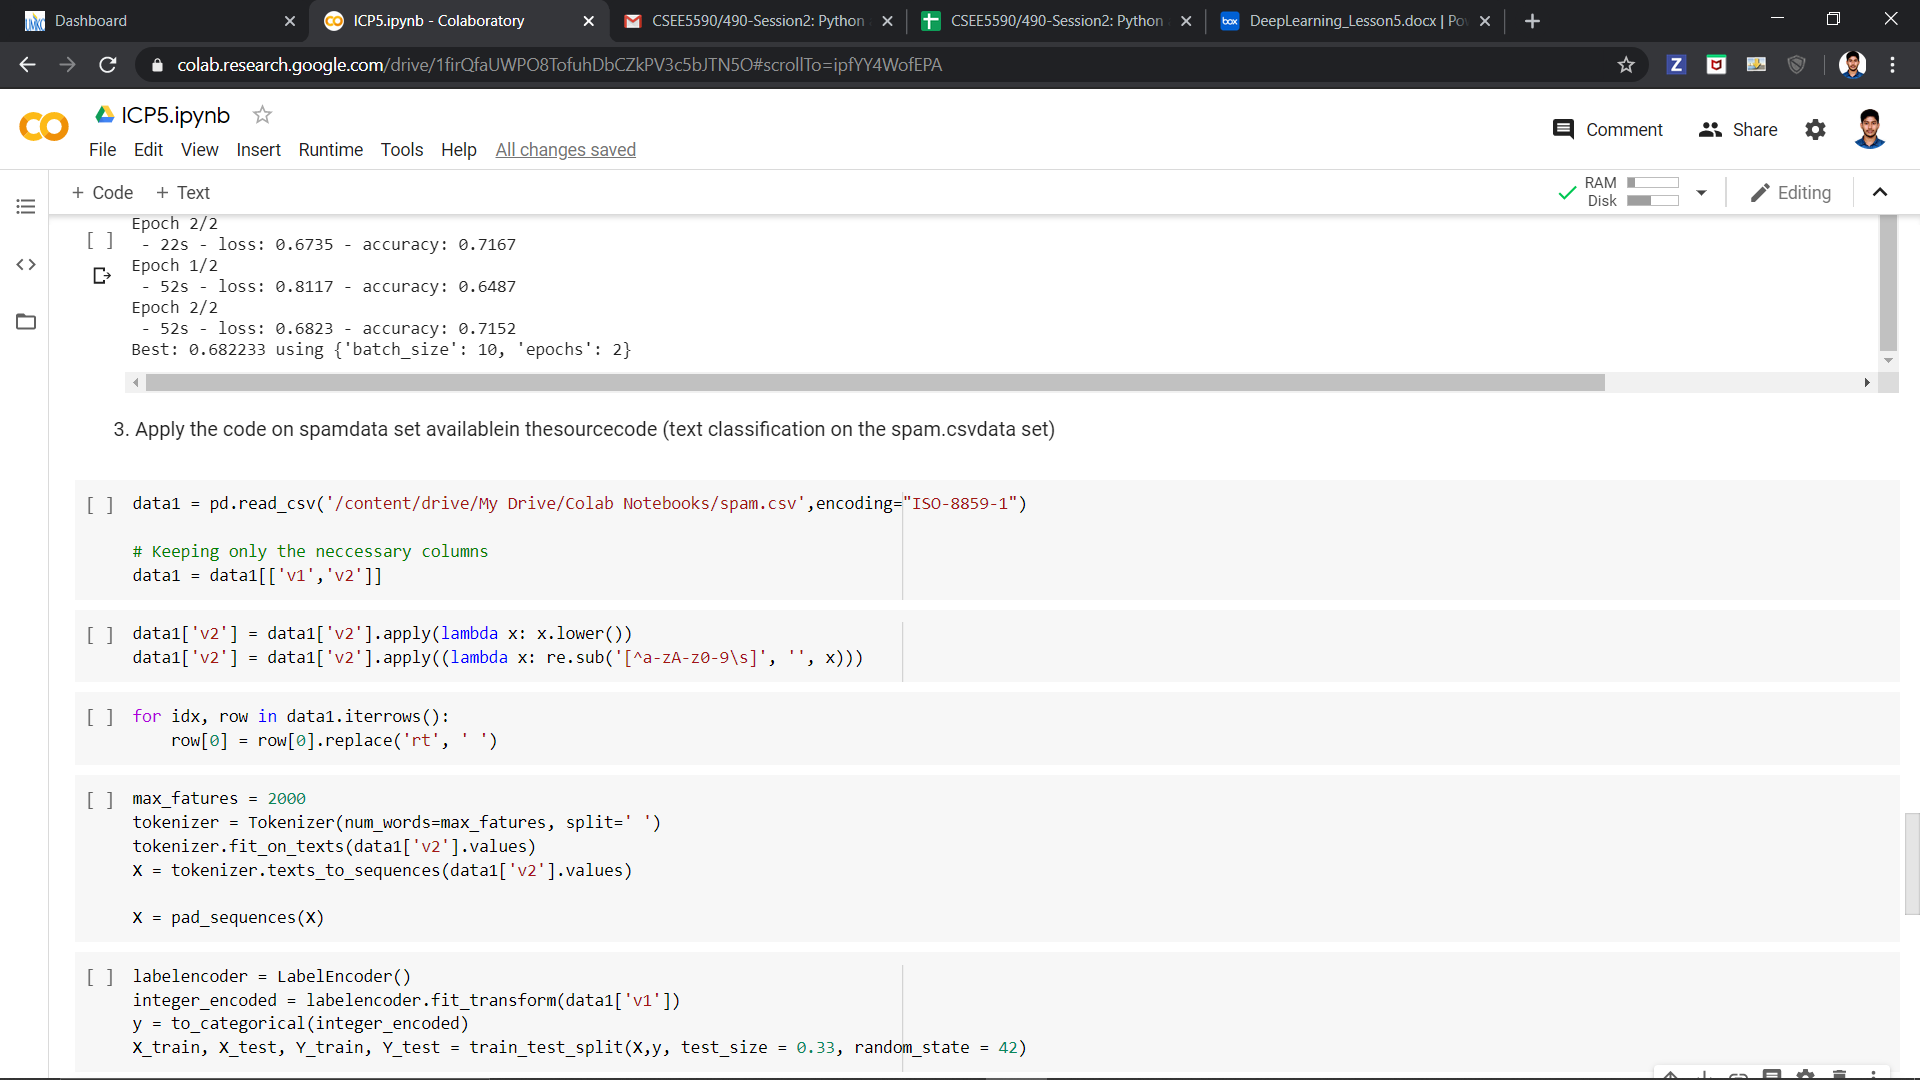 Dashboard
ICP5.ipynb - Colaboratory
CSEE5590/490-Session2: Python
CSEE5590/490-Session2: Python
box
DeepLearning_Lesson5.docx | Po
colab.research.google.com/drive/1firQfaUWPO8TofuhDbCZkPV3c5bJTN5O#scrollTo=ipfYY4WofEPA
Z
ICP5.ipynb
Comment
Share
File Edit View Insert Runtime Tools Help All changes saved
+ Code + Text
RAM
Disk
Editing
Epoch 2/2
[ ] - 22s - loss: 0.6735 - accuracy: 0.7167
Epoch 1/2
- 52s - loss: 0.8117 - accuracy: 0.6487
Epoch 2/2
- 52s - loss: 0.6823 - accuracy: 0.7152
Best: 0.682233 using {'batch_size': 10, 'epochs': 2}
3. Apply the code on spamdata set availablein thesourcecode (text classification on the spam.csvdata set)
[ ] data1 = pd.read_csv('/content/drive/My Drive/Colab Notebooks/spam.csv',encoding="ISO-8859-1")
# Keeping only the neccessary columns
data1 = data1[['v1','v2']]
[ ] data1['v2'] = data1['v2'].apply(lambda x: x.lower())
data1['v2'] = data1['v2'].apply((lambda x: re.sub('[^a-zA-z0-9\s]', '', x)))
[ ] for idx, row in data1.iterrows():
row[0] = row[0].replace('rt', ' ')
[ ] max_fatures = 2000
tokenizer = Tokenizer(num_words=max_fatures, split=' ')
tokenizer.fit_on_texts(data1['v2'].values)
X = tokenizer.texts_to_sequences(data1['v2'].values)
X = pad_sequences(X)
[ ] labelencoder = LabelEncoder()
integer_encoded = labelencoder.fit_transform(data1['v1'])
y = to_categorical(integer_encoded)
X_train, X_test, Y_train, Y_test = train_test_split(X,y, test_size = 0.33, random_state = 42)